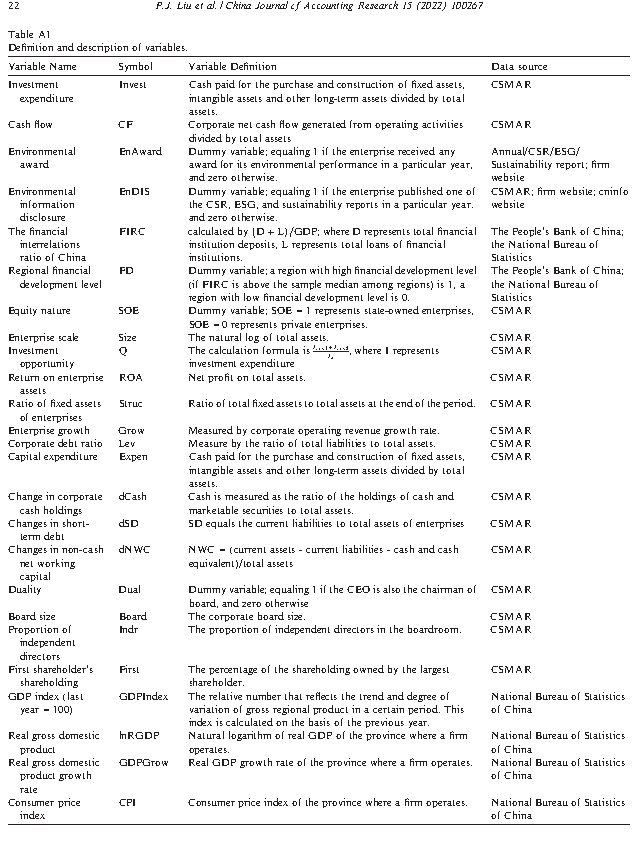 22 P.J. Liu et al. / China Journal of Accounting Research 15 (2022) 100267
Table A1
Definition and description of variables.
Variable Name Symbol Variable Definition Data source
Investment Invest Cash paid for the purchase and construction of fixed assets, CSMAR
expenditure intangible assets and other long-term assets divided by total
assets.
Cash flow CF Corporate net cash flow generated from operating activities CSMAR
divided by total assets
Environmental EnAward Dummy variable; equaling 1 if the enterprise received any Annual/CSR/ESG/
award award for its environmental performance in a particular year, Sustainability report; firm
and zero otherwise. website
Environmental EnDIS Dummy variable; equaling 1 if the enterprise published one of CSMAR; firm website; cninfo
information the CSR, ESG, and sustainability reports in a particular year. website
disclosure and zero otherwise.
The financial FIRC calculated by (D + L)/GDP; where D represents total financial The People's Bank of China;
interrelations institution deposits, L represents total loans of financial the National Bureau of
ratio of China institutions. Statistics
Regional financial FD Dummy variable; a region with high financial development level The People's Bank of China;
development level (if FIRC is above the sample median among regions) is 1, a the National Bureau of
region with low financial development level is 0. Statistics
Equity nature SOE Dummy variable; SOE = 1 represents state-owned enterprises, CSMAR
SOE = 0 represents private enterprises.
Enterprise scale Size The natural log of total assets. CSMAR
Investment Q The calculation formula is , where I represents CSMAR
opportunity investment expenditure
Return on enterprise ROA Net profit on total assets. CSMAR
assets
Ratio of fixed assets Struc Ratio of total fixed assets to total assets at the end of the period. CSMAR
of enterprises
Enterprise growth Grow Measured by corporate operating revenue growth rate. CSMAR
Corporate debt ratio Lev Measure by the ratio of total liabilities to total assets. CSMAR
Capital expenditure Expen Cash paid for the purchase and construction of fixed assets, CSMAR
intangible assets and other long-term assets divided by total
assets.
Change in corporate dCash Cash is measured as the ratio of the holdings of cash and CSMAR
cash holdings marketable securities to total assets.
Changes in short- dSD SD equals the current liabilities to total assets of enterprises CSMAR
term debt
Changes in non-cash dNWC NWC = (current assets - current liabilities - cash and cash CSMAR
net working equivalent)/total assets
capital
Duality Dual Dummy variable; equaling 1 if the CEO is also the chairman of CSMAR
board, and zero otherwise
Board size Board The corporate board size. CSMAR
Proportion of Indr The proportion of independent directors in the boardroom. CSMAR
independent
directors
First shareholder's First The percentage of the shareholding owned by the largest CSMAR
shareholding shareholder.
GDP index (last GDPIndex The relative number that reflects the trend and degree of National Bureau of Statistics
year = 100) variation of gross regional product in a certain period. This of China
index is calculated on the basis of the previous year.
Real gross domestic lnRGDP Natural logarithm of real GDP of the province where a firm National Bureau of Statistics
product operates. of China
Real gross domestic GDPGrow Real GDP growth rate of the province where a firm operates. National Bureau of Statistics
product growth of China
rate
Consumer price CPI Consumer price index of the province where a firm operates. National Bureau of Statistics
index of China